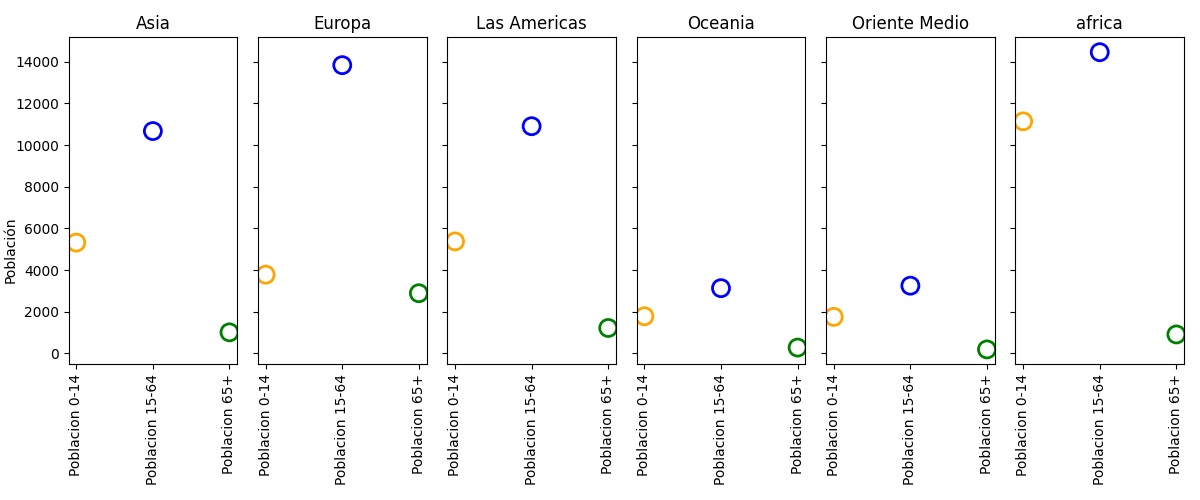 Asia
Europa
Las Americas
Oceania
Oriente Medio
africa
Población
14000
12000
10000
8000
6000
4000
2000
0
Poblacion 0-14
Poblacion 15-64
Poblacion 65+
Poblacion 0-14
Poblacion 15-64
Poblacion 65+
Poblacion 0-14
Poblacion 15-64
Poblacion 65+
Poblacion 0-14
Poblacion 15-64
Poblacion 65+
Poblacion 0-14
Poblacion 15-64
Poblacion 65+
Poblacion 0-14
Poblacion 15-64
Poblacion 65+